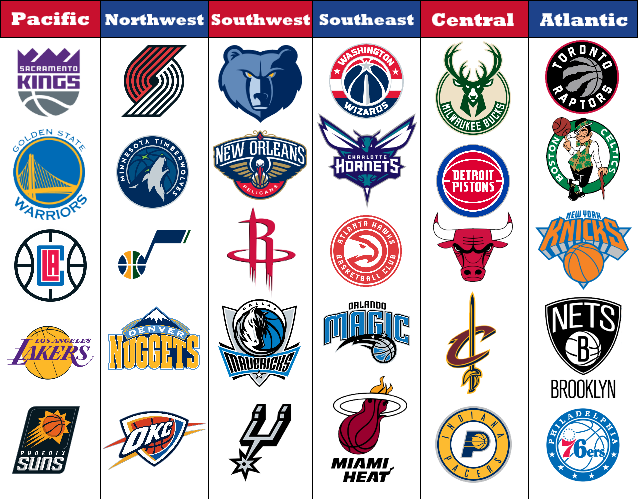 Pacific
Northwest
Southwest
Southeast
Central
Atlantic
SACRAMENTO
KINGS
GOLDEN STATE
WARRIORS
LA
LOS ANGELES
LAKERS
PHOENIX
SUNS
MINNESOTA TIMBERWOLVES
DENVER
NUGGETS
OKC
NEW ORLEANS
PELICANS
R
DALLAS
MAVERICKS
WASHINGTON
WIZARDS
CHARLOTTE
HORNETS
ATLANTA HAWKS
BASKETBALL CLUB
ORLANDO
MAGIC
MIAMI
HEAT
MILWAUKEE BUCKS
DETROIT
PISTONS
C
INDIANA
P
PACERS
TORONTO
RAPTORS
BOSTON
CELTICS
NEW YORK
KNICKS
NETS
B
BROOKLYN
PHILADELPHIA
76ers